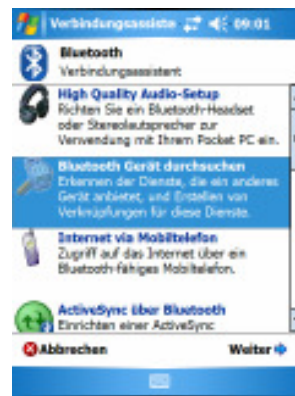 Verbindungsassiste 09:01
Bluetooth
Verbindungsassistent
High Quality Audio-Setup
Richten Sie ein Bluetooth-Headset
oder Stereolautsprecher zur
Verwendung mit Ihrem Pocket PC ein.
Bluetooth Gerät durchsuchen
Erkennen der Dienste, die ein anderes
Gerät anbietet, und Erstellen von
Verknüpfungen für diese Dienste.
Internet via Mobiltelefon
Zugriff auf das Internet über ein
Bluetooth-fähiges Mobiltelefon.
ActiveSync über Bluetooth
Einrichten einer ActiveSync
Abbrechen Weiter